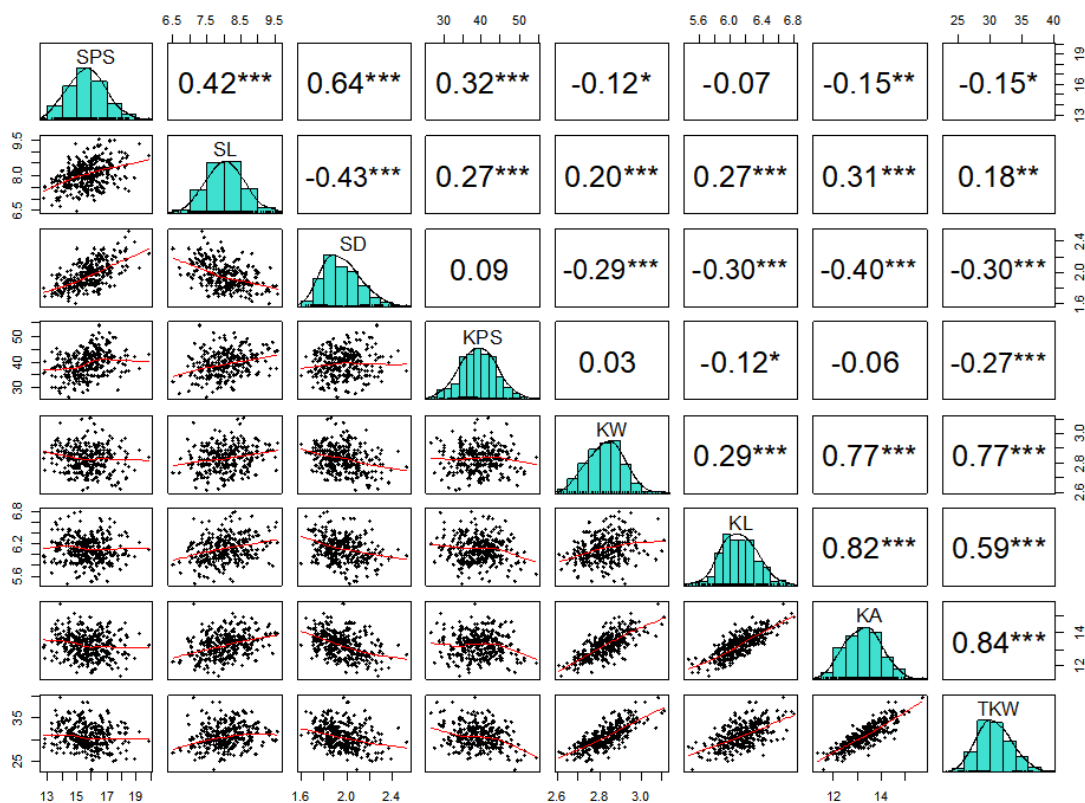 6.5 7.5 8.5 9.5 30 40 50 5.6 6.0 6.4 6.8 25 30 35 40
SPS 0.42*** 0.64*** 0.32*** -0.12* -0.07 -0.15** -0.15* 13 15 17 19
6.5 8.0 9.5 SL -0.43*** 0.27*** 0.20*** 0.27*** 0.31*** 0.18**
SD 0.09 -0.29*** -0.30*** -0.40*** -0.30*** 1.6 2.0 2.4
30 40 50 KPS 0.03 -0.12* -0.06 -0.27***
KW 0.29*** 0.77*** 0.77*** 2.6 2.8 3.0
5.6 6.2 6.8 KL 0.82*** 0.59***
KA 0.84*** 12 14
25 35 TKW
13 15 17 19 1.6 2.0 2.4 2.6 2.8 3.0 12 14